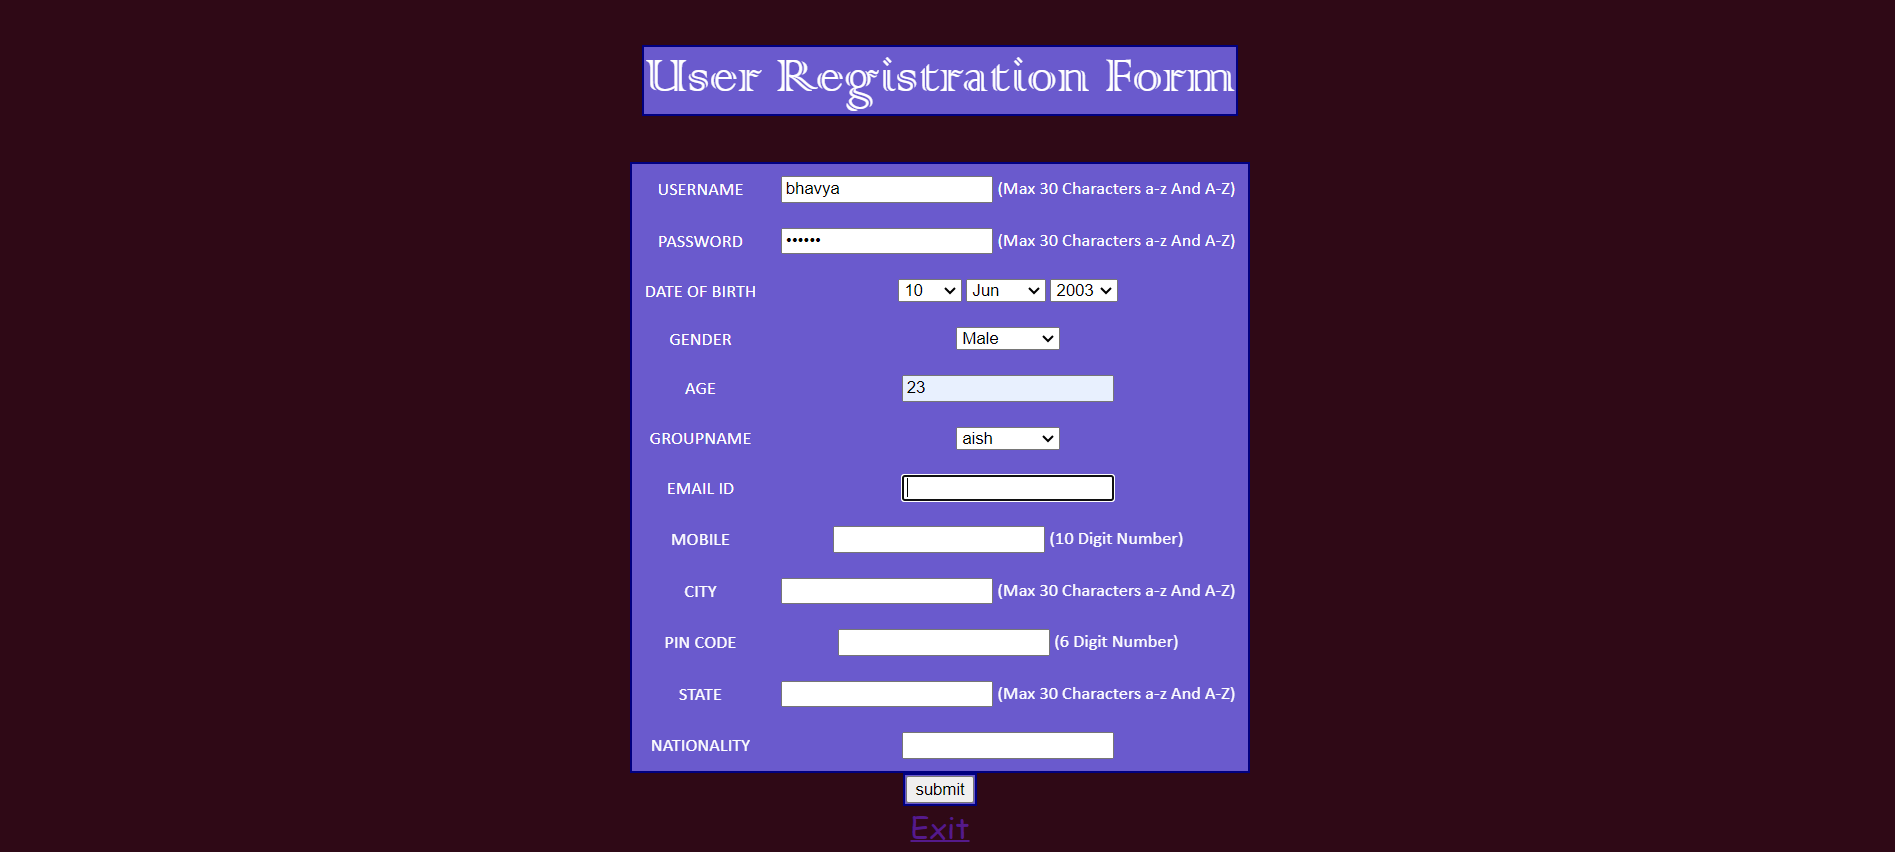 User Registration Form
USERNAME bhavya (Max 30 Characters a-z And A-Z)
PASSWORD •••••• (Max 30 Characters a-z And A-Z)
DATE OF BIRTH 10 Jun 2003
GENDER Male
AGE 23
GROUPNAME aish
EMAIL ID
MOBILE (10 Digit Number)
CITY (Max 30 Characters a-z And A-Z)
PIN CODE (6 Digit Number)
STATE (Max 30 Characters a-z And A-Z)
NATIONALITY
submit
Exit